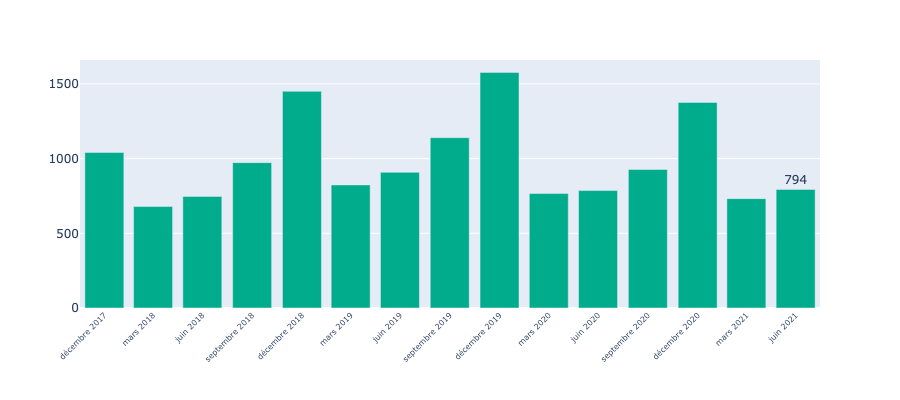 1500
1000
500
0
794
décembre 2017
mars 2018
juin 2018
septembre 2018
décembre 2018
mars 2019
juin 2019
septembre 2019
décembre 2019
mars 2020
juin 2020
septembre 2020
décembre 2020
mars 2021
juin 2021